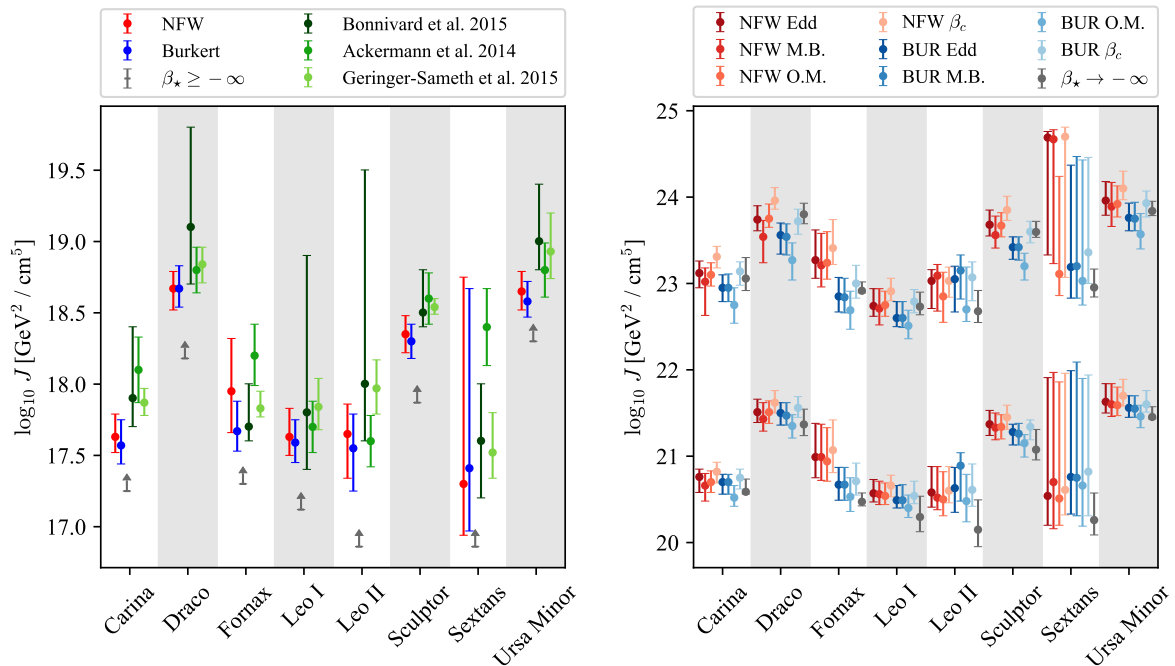 NFW
Burkert
β⋆ ≥ −∞
Bonnivard et al. 2015
Ackermann et al. 2014
Geringer-Sameth et al. 2015
log₁₀ J [GeV² / cm⁵]
19.5
19.0
18.5
18.0
17.5
17.0
Carina
Draco
Fornax
Leo I
Leo II
Sculptor
Sextans
Ursa Minor
NFW Edd
NFW M.B.
NFW O.M.
NFW βc
BUR Edd
BUR M.B.
BUR O.M.
BUR βc
β⋆ → −∞
log₁₀ J [GeV² / cm⁵]
25
24
23
22
21
20
Carina
Draco
Fornax
Leo I
Leo II
Sculptor
Sextans
Ursa Minor